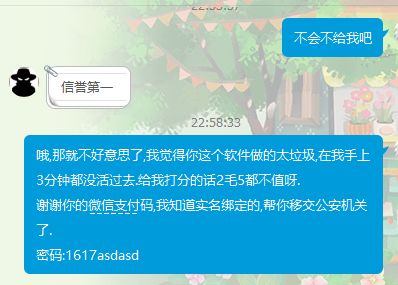 不会不给我吧
信誉第一
22:58:33
哦,那就不好意思了,我觉得你这个软件做的太垃圾,在我手上
3分钟都没活过去.给我打分的话2毛5都不值呀.
谢谢你的微信支付码,我知道实名绑定的,帮你移交公安机关
了.
密码:1617asdasd